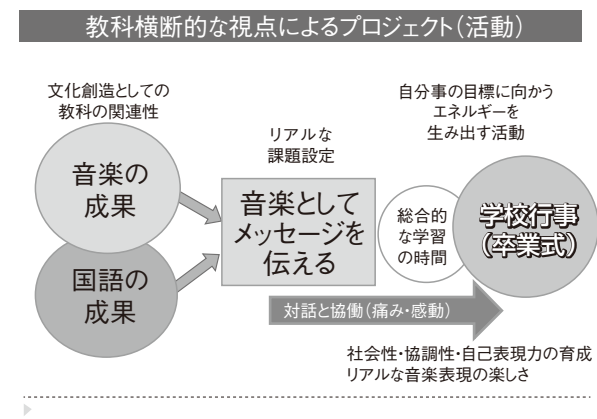 教科横断的な視点によるプロジェクト(活動)
文化創造としての
教科の関連性
自分事の目標に向かう
エネルギーを
生み出す活動
リアルな
課題設定
音楽の
成果
音楽として
メッセージを
伝える
総合的
な学習
の時間
学校行事
(卒業式)
国語の
成果
対話と協働(痛み・感動)
社会性・協調性・自己表現力の育成
リアルな音楽表現の楽しさ